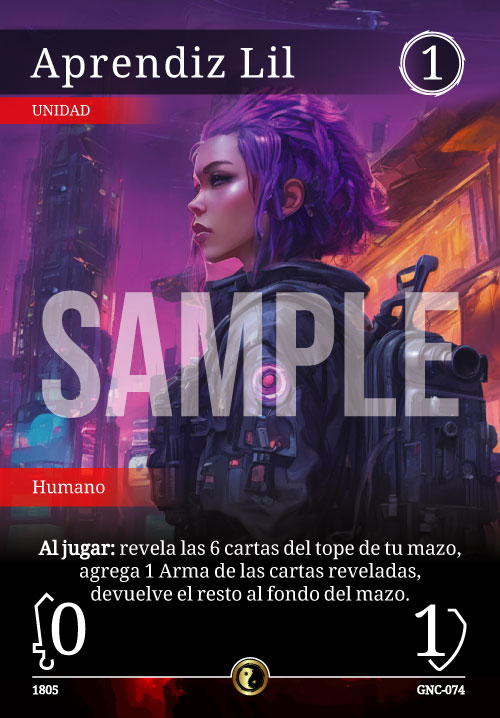 Aprendiz Lil
1
UNIDAD
SAMPLE
Humano
Al jugar: revela las 6 cartas del tope de tu mazo,
agrega 1 Arma de las cartas reveladas,
devuelve el resto al fondo del mazo.
0
1
1805
GNC-074